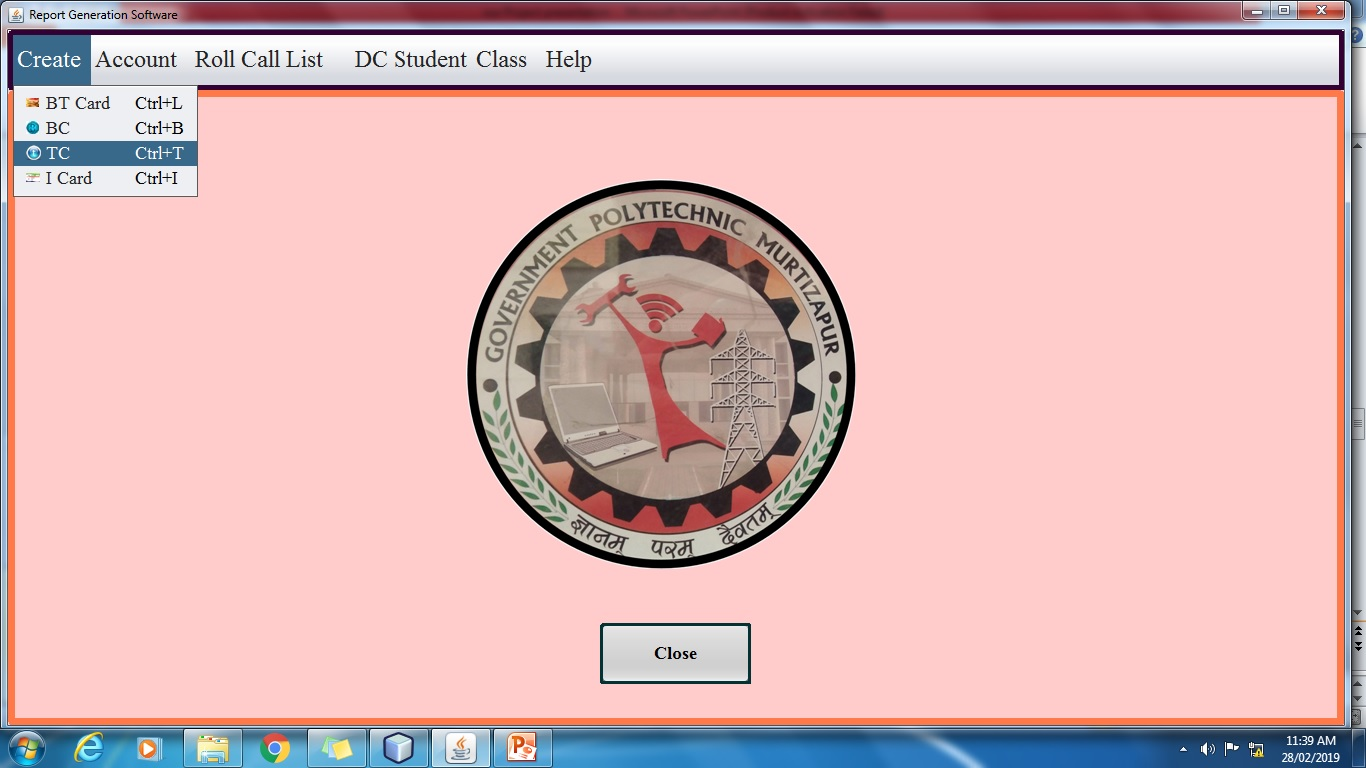 Report Generation Software
Create Account Roll Call List DC Student Class Help
BT Card Ctrl+L
BC Ctrl+B
TC Ctrl+T
I Card Ctrl+I
GOVERNMENT POLYTECHNIC MURTIZAPUR
ज्ञानम् परम् दैवतम्
Close
11:39 AM
28/02/2019